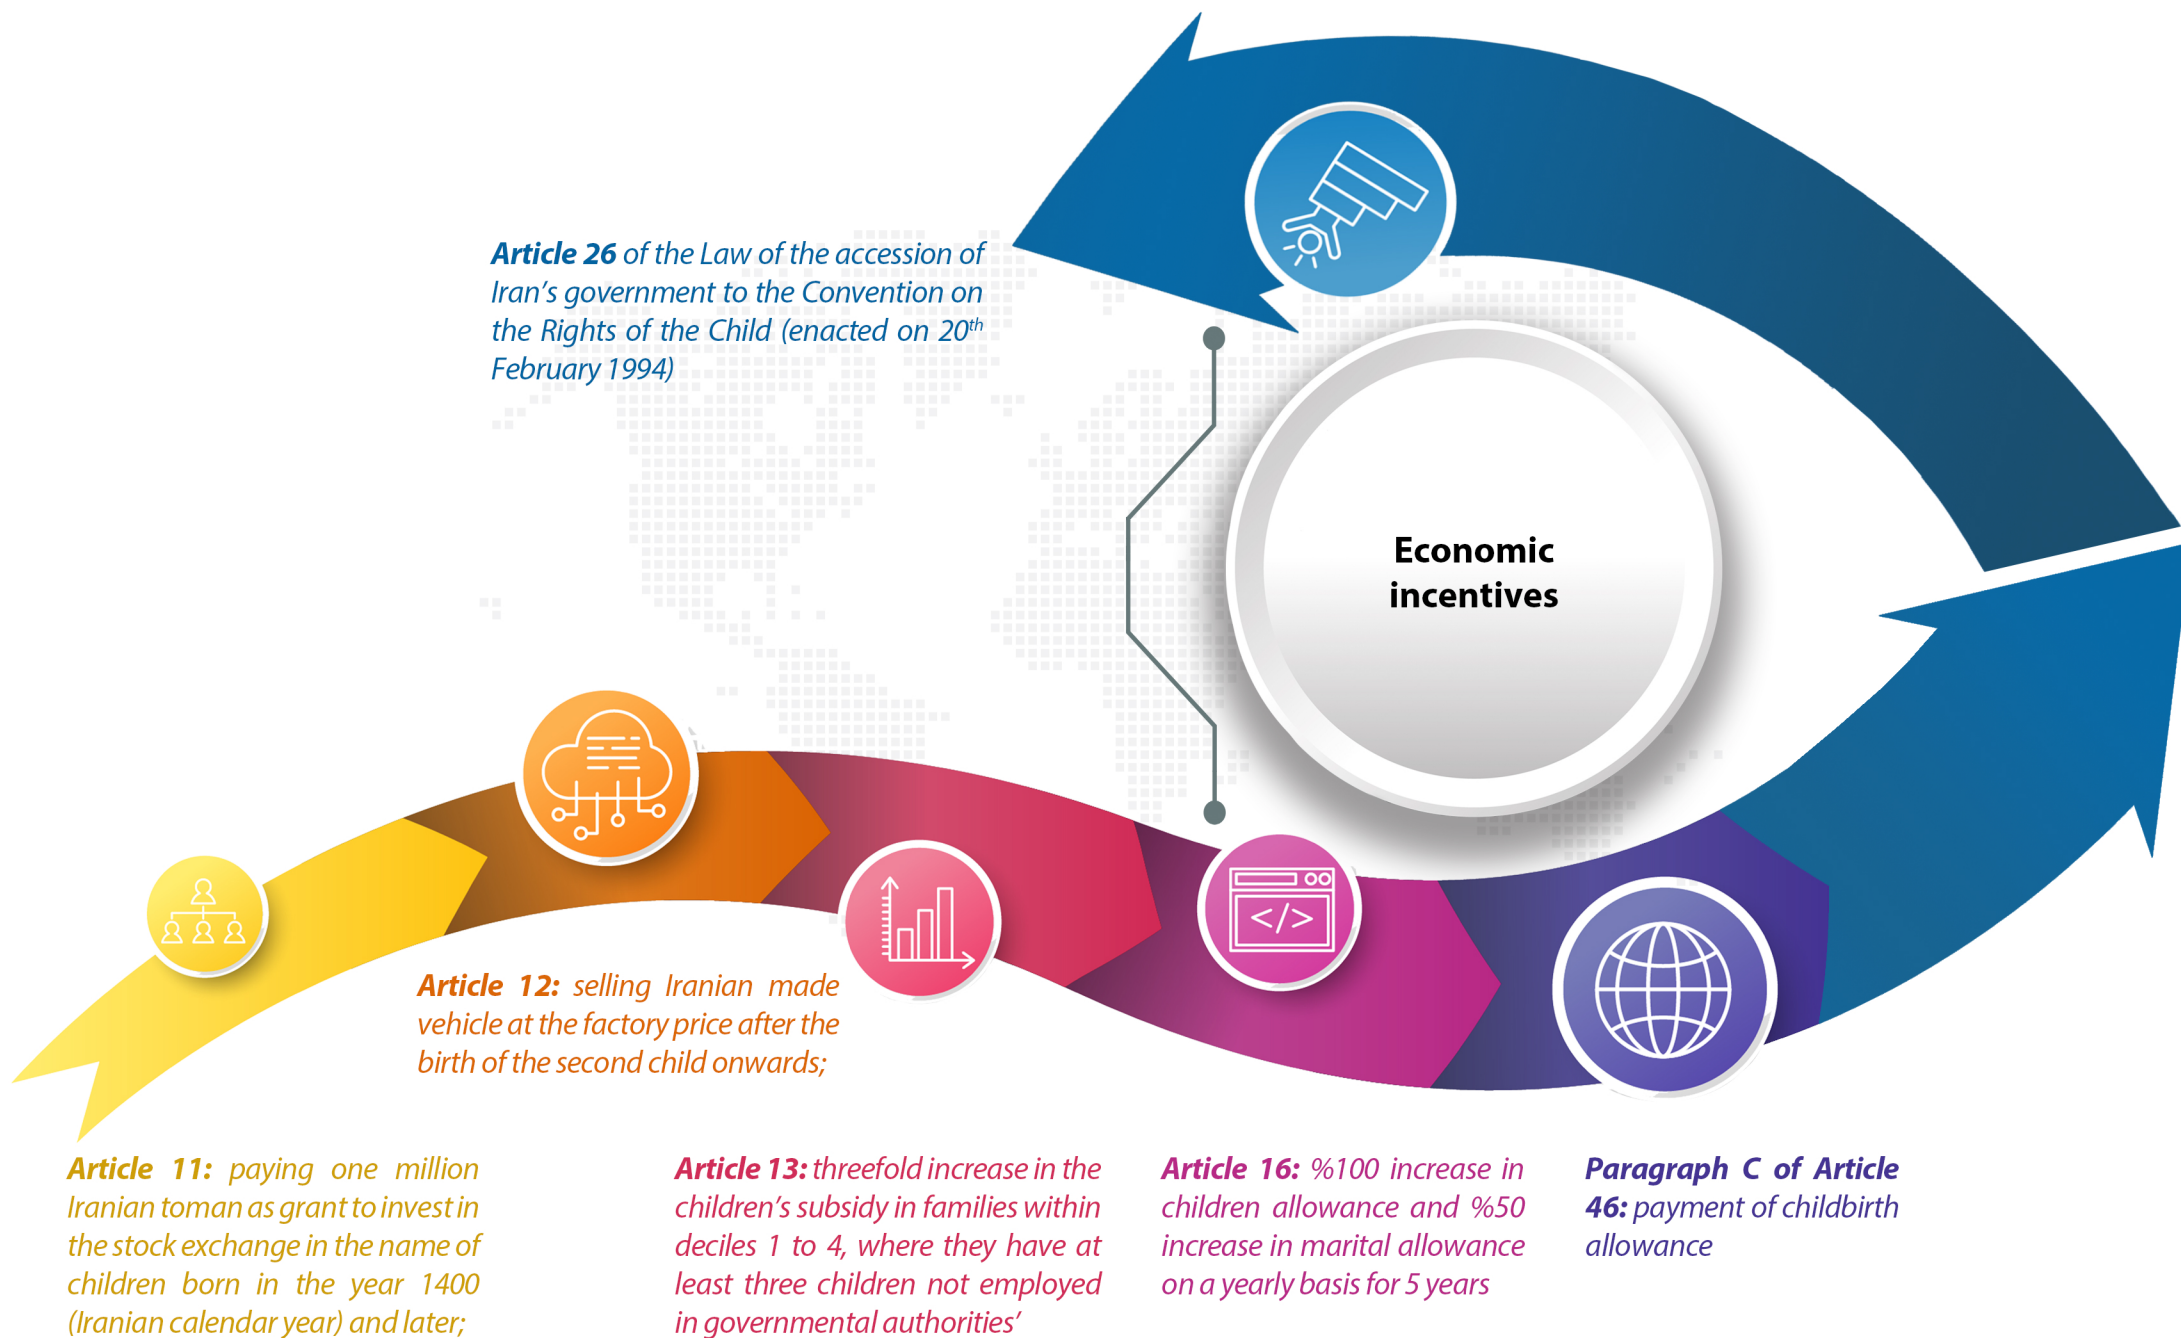 Article 26 of the Law of the accession of
Iran’s government to the Convention on
the Rights of the Child (enacted on 20th
February 1994)
Economic
incentives
</>
Article 12: selling Iranian made
vehicle at the factory price after the
birth of the second child onwards;
Article 11: paying one million
Iranian toman as grant to invest in
the stock exchange in the name of
children born in the year 1400
(Iranian calendar year) and later;
Article 13: threefold increase in the
children’s subsidy in families within
deciles 1 to 4, where they have at
least three children not employed
in governmental authorities’
Article 16: %100 increase in
children allowance and %50
increase in marital allowance
on a yearly basis for 5 years
Paragraph C of Article
46: payment of childbirth
allowance